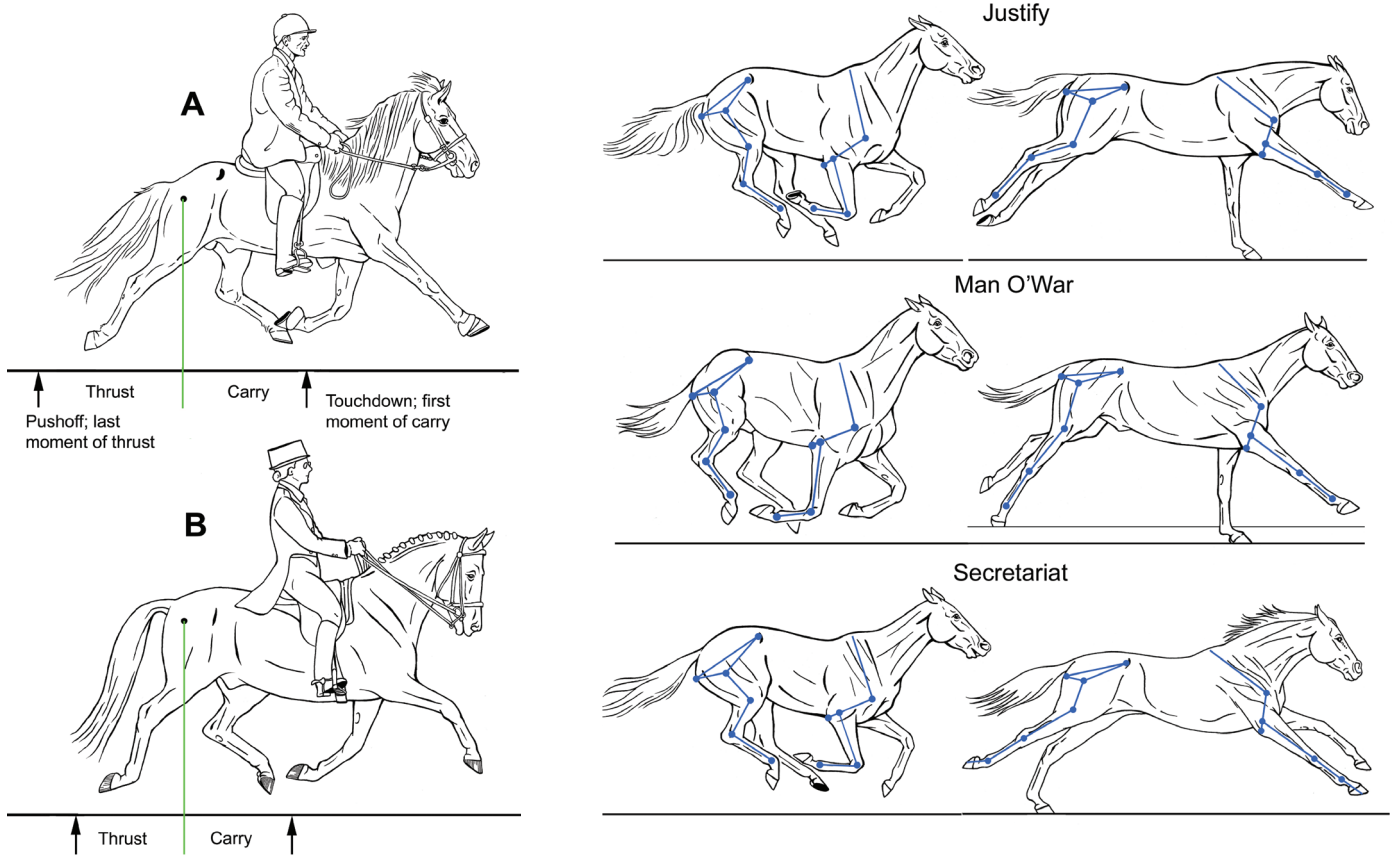 A
Thrust
Carry
Pushoff; last
moment of thrust
Touchdown; first
moment of carry
B
Thrust
Carry
Justify
Man O’War
Secretariat